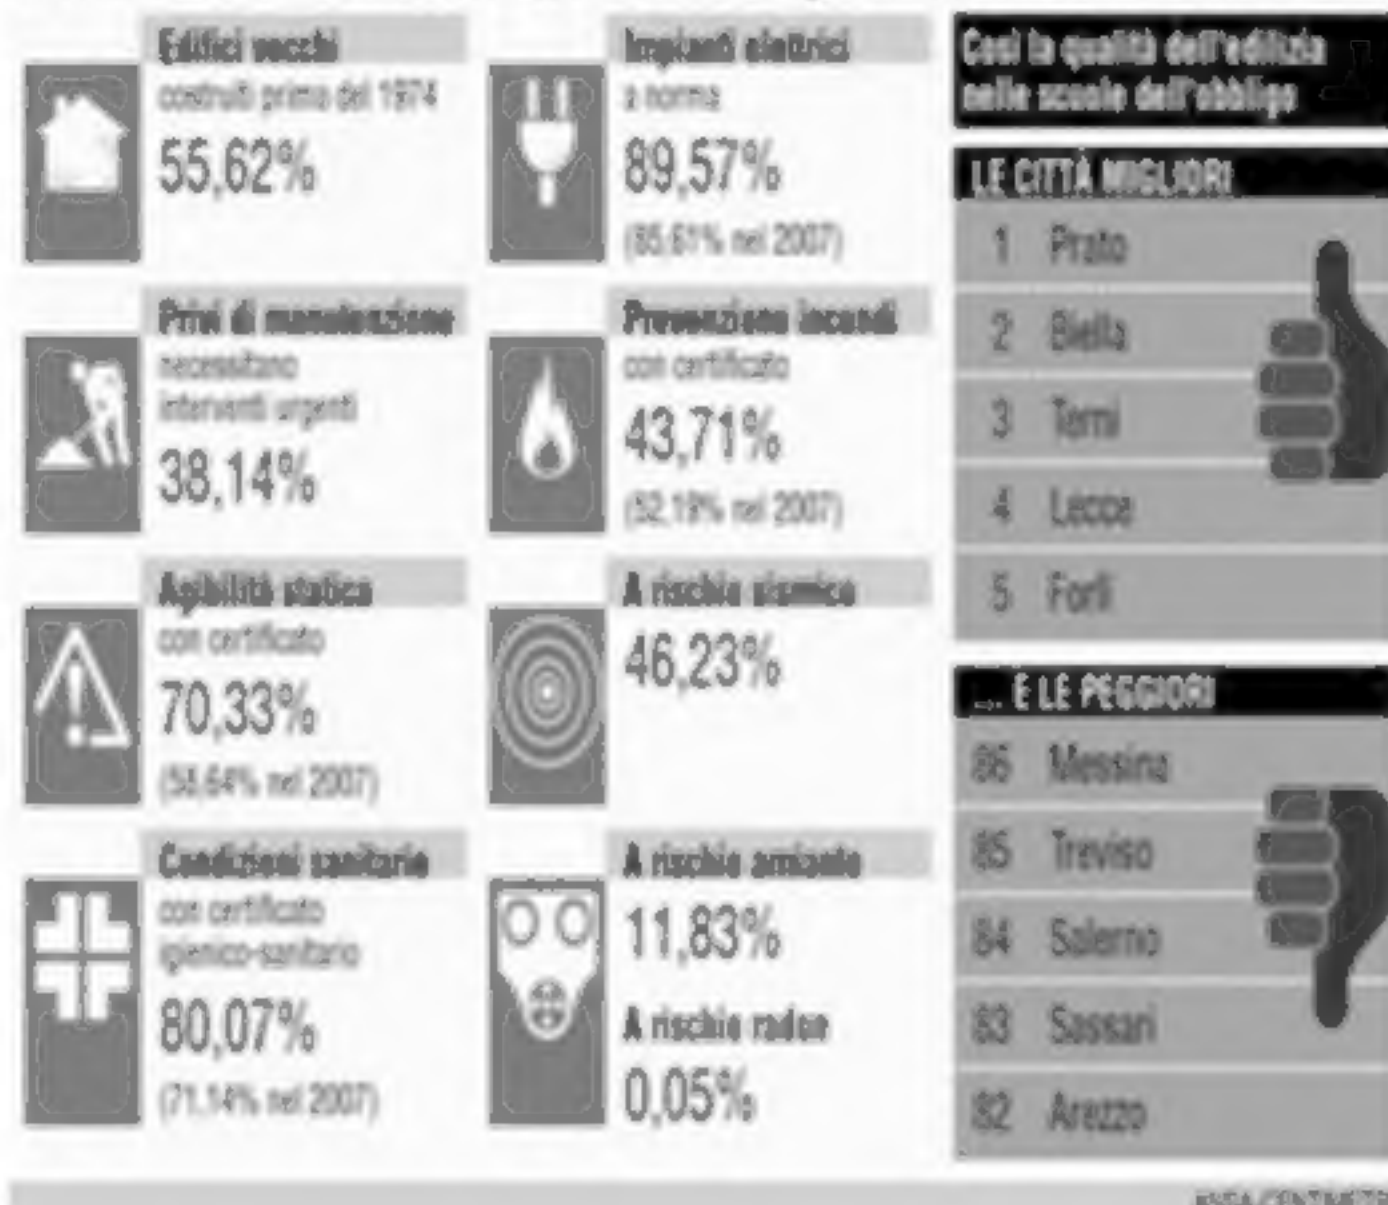 Edifici vecchi
costruiti prima del 1974
55,62%
Impianti elettrici
a norma
89,57%
(85,61% nel 2007)
Privi di manutenzione
necessitano
interventi urgenti
38,14%
Prevenzione incendi
con certificato
43,71%
(52,19% nel 2007)
Agibilità statica
con certificato
70,33%
(58,64% nel 2007)
A rischio sismico
46,23%
Condizioni sanitarie
con certificato
igienico-sanitario
80,07%
(71,14% nel 2007)
A rischio amianto
11,83%
A rischio radon
0,05%
Così la qualità dell'edilizia
nelle scuole dell'obbligo
LE CITTÀ MIGLIORI
1 Prato
2 Biella
3 Terni
4 Lecce
5 Forlì
... E LE PEGGIORI
86 Messina
85 Treviso
84 Salerno
83 Sassari
82 Arezzo
ANSA-CENTIMETRI